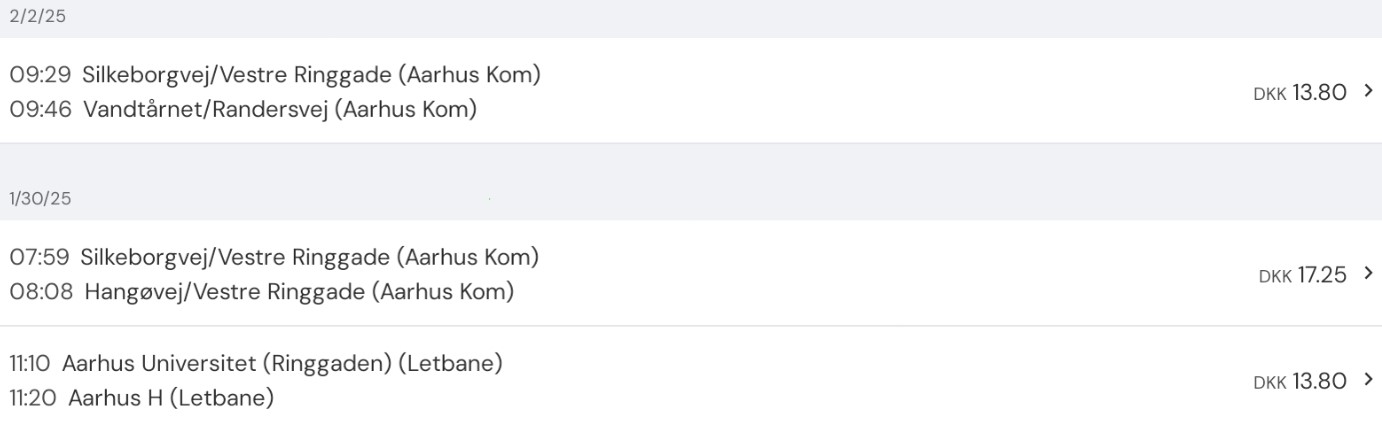 2/2/25
09:29 Silkeborgvej/Vestre Ringgade (Aarhus Kom)
09:46 Vandtårnet/Randersvej (Aarhus Kom)
DKK 13.80
1/30/25
07:59 Silkeborgvej/Vestre Ringgade (Aarhus Kom)
08:08 Hangøvej/Vestre Ringgade (Aarhus Kom)
DKK 17.25
11:10 Aarhus Universitet (Ringgaden) (Letbane)
11:20 Aarhus H (Letbane)
DKK 13.80